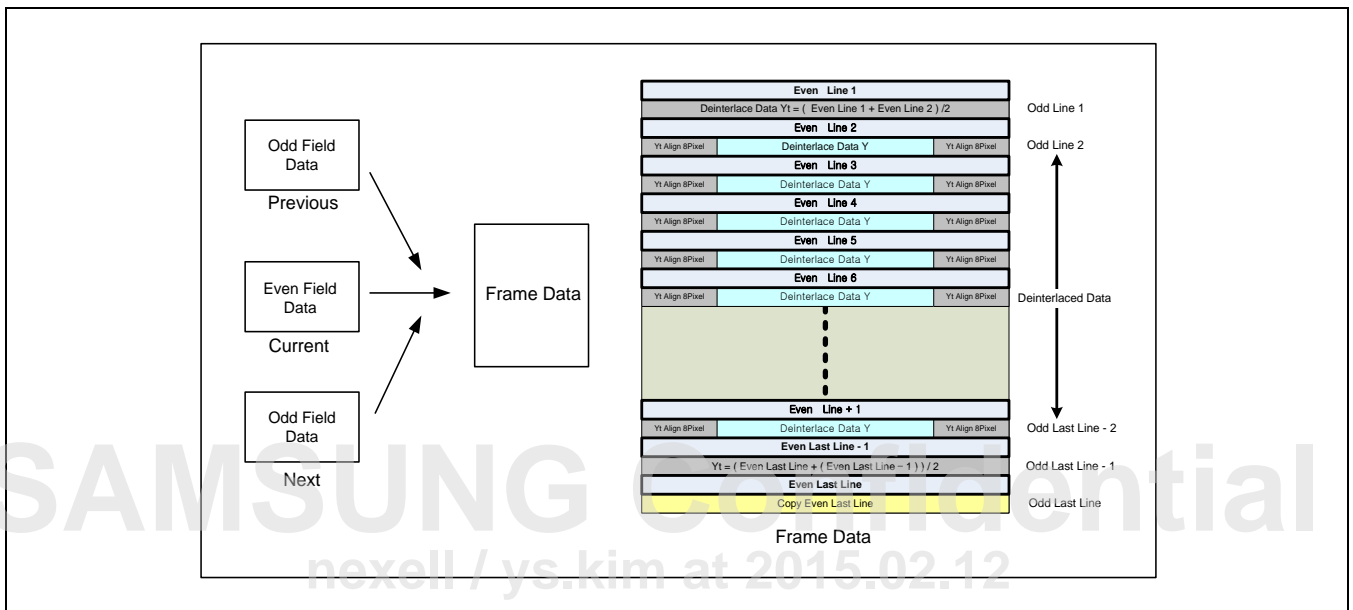 Odd Field
Data
Previous
Even Field
Data
Current
Odd Field
Data
Next
Frame Data
Even Line 1
Deinterlace Data Yt = ( Even Line 1 + Even Line 2 ) /2 Odd Line 1
Even Line 2
Yt Align 8Pixel Deinterlace Data Y Yt Align 8Pixel Odd Line 2
Even Line 3
Yt Align 8Pixel Deinterlace Data Y Yt Align 8Pixel
Even Line 4
Yt Align 8Pixel Deinterlace Data Y Yt Align 8Pixel
Even Line 5
Yt Align 8Pixel Deinterlace Data Y Yt Align 8Pixel
Even Line 6
Yt Align 8Pixel Deinterlace Data Y Yt Align 8Pixel Deinterlaced Data
Even Line + 1
Yt Align 8Pixel Deinterlace Data Y Yt Align 8Pixel Odd Last Line - 2
Even Last Line - 1
Yt = ( Even Last Line + ( Even Last Line – 1 ) ) / 2 Odd Last Line - 1
Even Last Line
Copy Even Last Line Odd Last Line
Frame Data
SAMSUNG Confidential
nexell / ys.kim at 2015.02.12